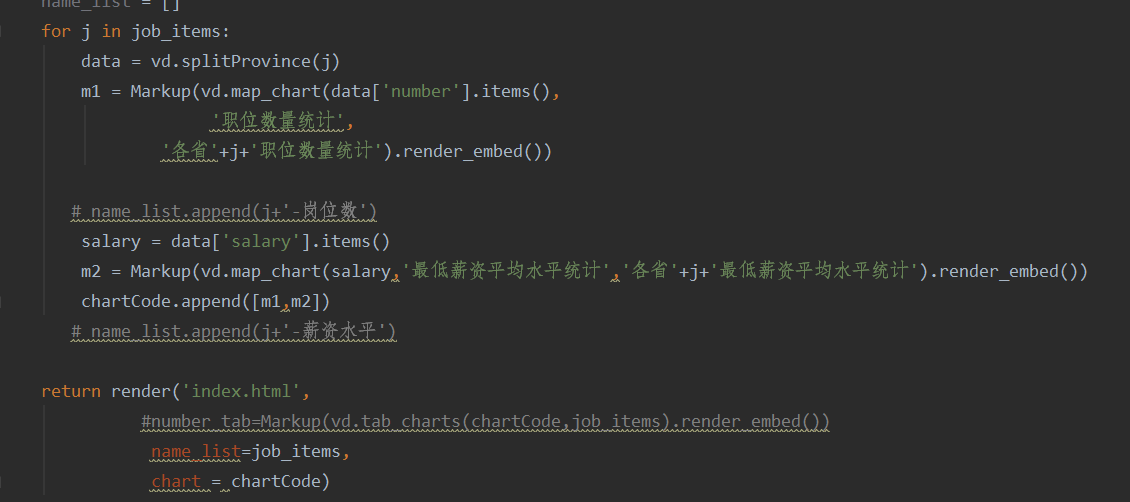 name_list = []
for j in job_items:
data = vd.splitProvince(j)
m1 = Markup(vd.map_chart(data['number'].items(),
'职位数量统计',
'各省'+j+'职位数量统计').render_embed())
# name_list.append(j+'-岗位数')
salary = data['salary'].items()
m2 = Markup(vd.map_chart(salary,'最低薪资平均水平统计','各省'+j+'最低薪资平均水平统计').render_embed())
chartCode.append([m1,m2])
# name_list.append(j+'-薪资水平')
return render('index.html',
#number_tab=Markup(vd.tab_charts(chartCode,job_items).render_embed())
name_list=job_items,
chart = chartCode)